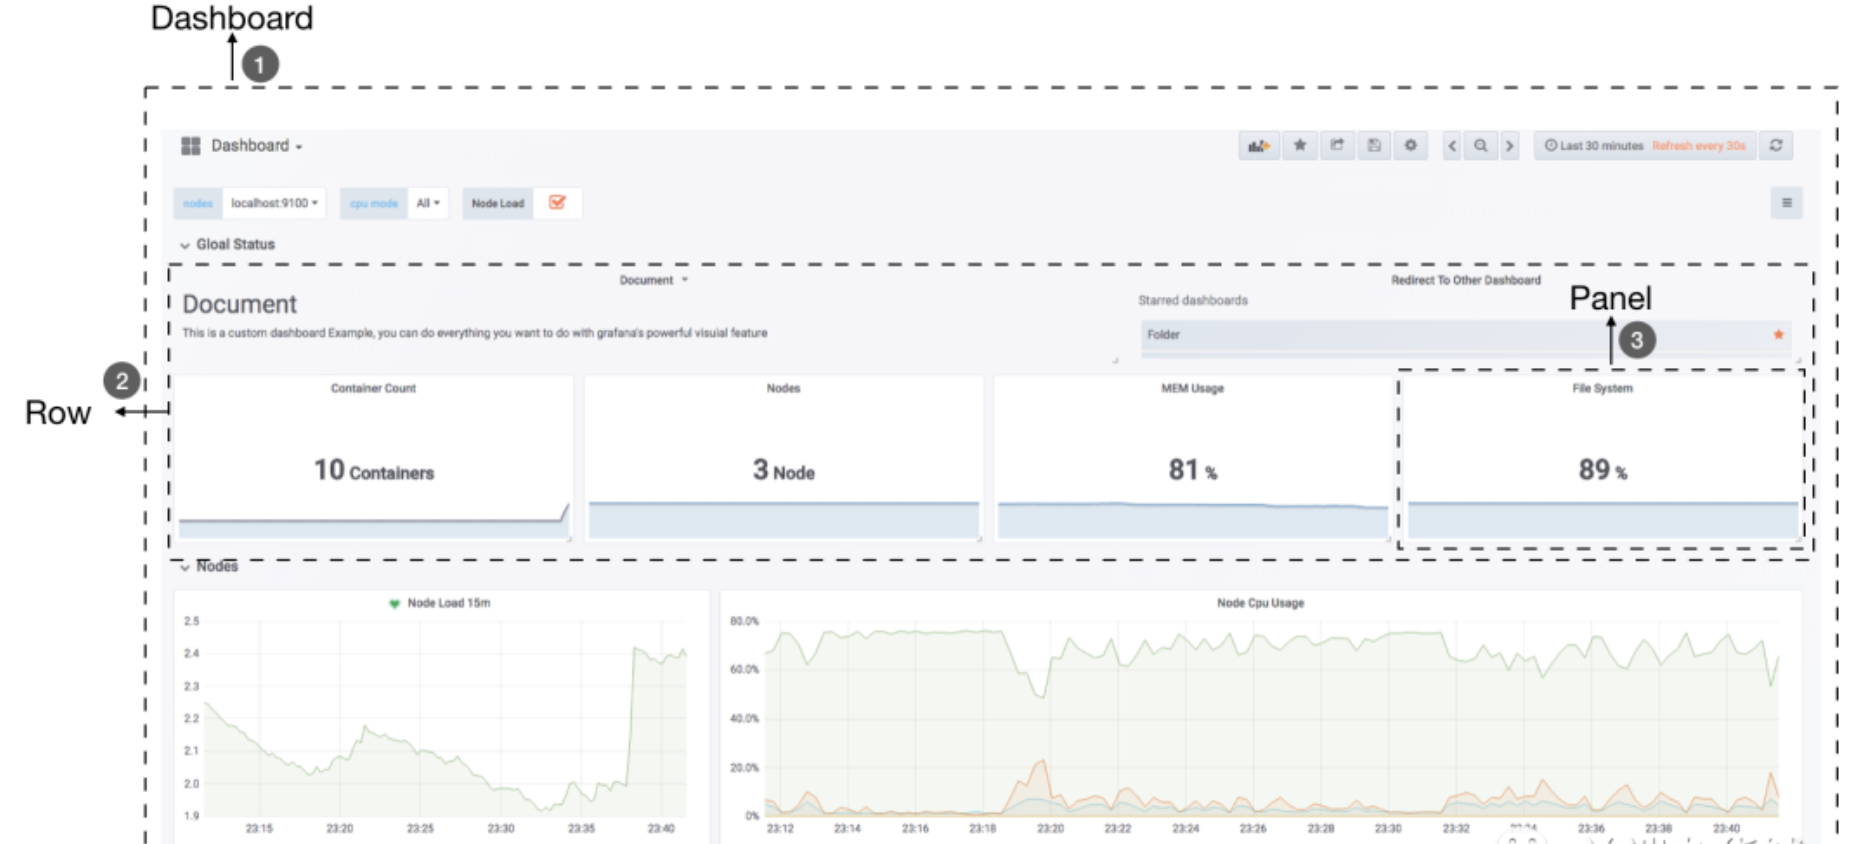 Dashboard
1
Dashboard
Last 30 minutes Refresh every 30s
nodes localhost:9100 cpu mode All Node Load
Gloal Status
Document
Redirect To Other Dashboard
Document
Starred dashboards
Panel
This is a custom dashboard Example, you can do everything you want to do with grafana's powerful visuial feature
Folder
3
2
Row
Container Count
Nodes
MEM Usage
File System
10 Containers
3 Node
81 %
89 %
Nodes
Node Load 15m
2.5
2.4
2.3
2.2
2.1
2.0
1.9
23:15 23:20 23:25 23:30 23:35 23:40
Node Cpu Usage
80.0%
60.0%
40.0%
20.0%
0%
23:12 23:14 23:16 23:18 23:20 23:22 23:24 23:26 23:28 23:30 23:32 23:36 23:38 23:40